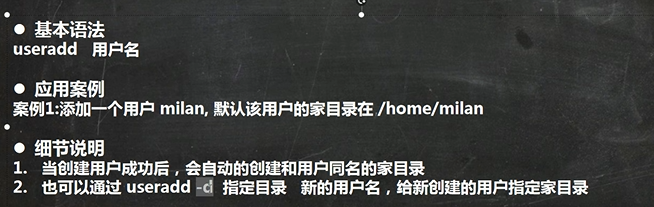 ● 基本语法
useradd 用户名
● 应用案例
案例1:添加一个用户 milan, 默认该用户的家目录在 /home/milan
● 细节说明
1. 当创建用户成功后，会自动的创建和用户同名的家目录
2. 也可以通过 useradd -d 指定目录 新的用户名，给新创建的用户指定家目录